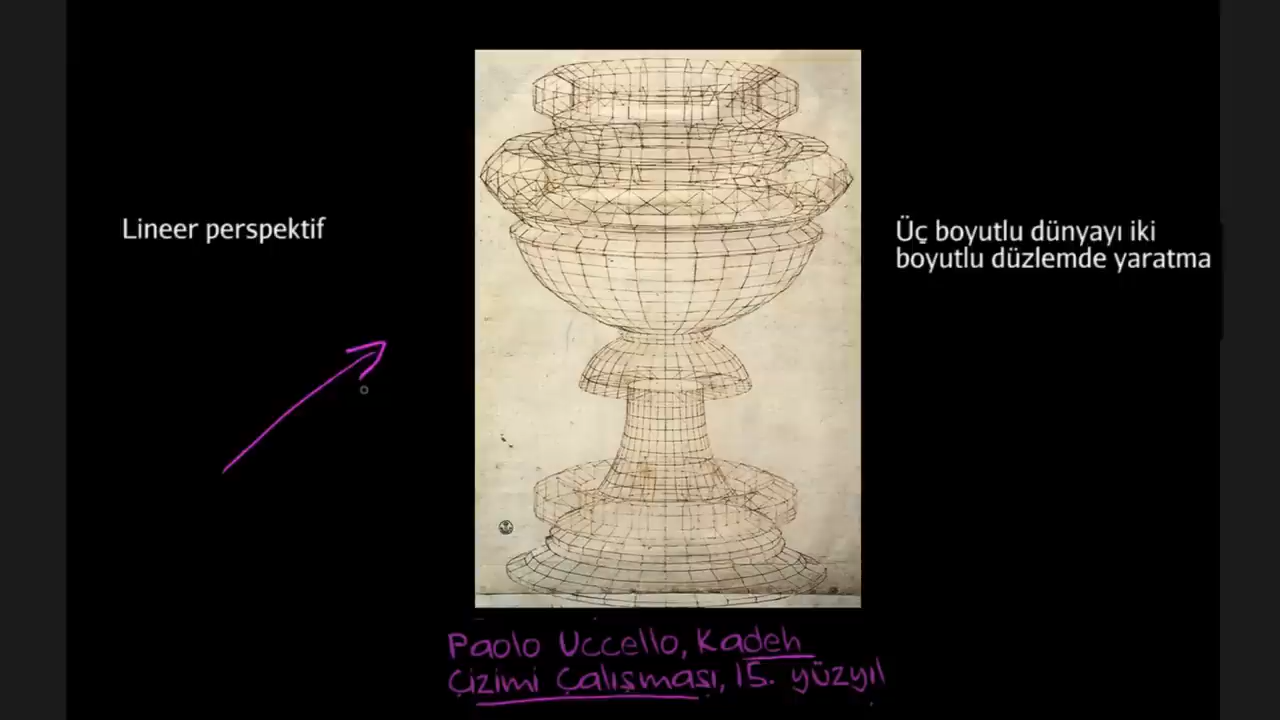 Lineer perspektif
Üç boyutlu dünyayı iki
boyutlu düzlemde yaratma
Paolo Uccello, Kadeh
Çizimi Çalışması, 15. yüzyıl